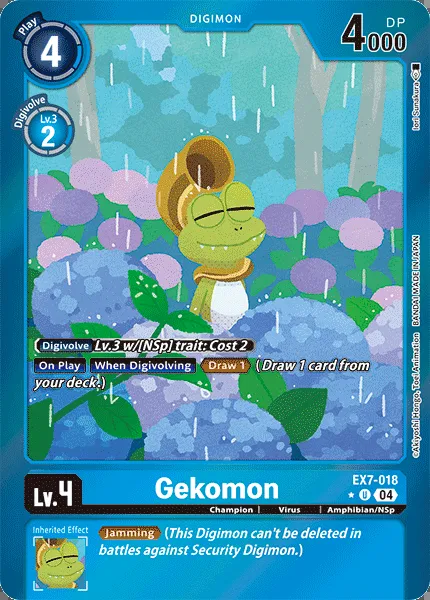 DIGIMON
Play
4
DP
4000
Digivolve
Lv.3
2
Iori Sunakura
©Akiyoshi Hongo, Toei Animation BANDAI MADE IN JAPAN
Digivolve Lv.3 w/[NSp] trait: Cost 2
On Play When Digivolving Draw 1 (Draw 1 card from
your deck.)
Lv.4
Gekomon
EX7-018
U 04
Champion Virus Amphibian/NSp
Inherited Effect
Jamming (This Digimon can't be deleted in
battles against Security Digimon.)